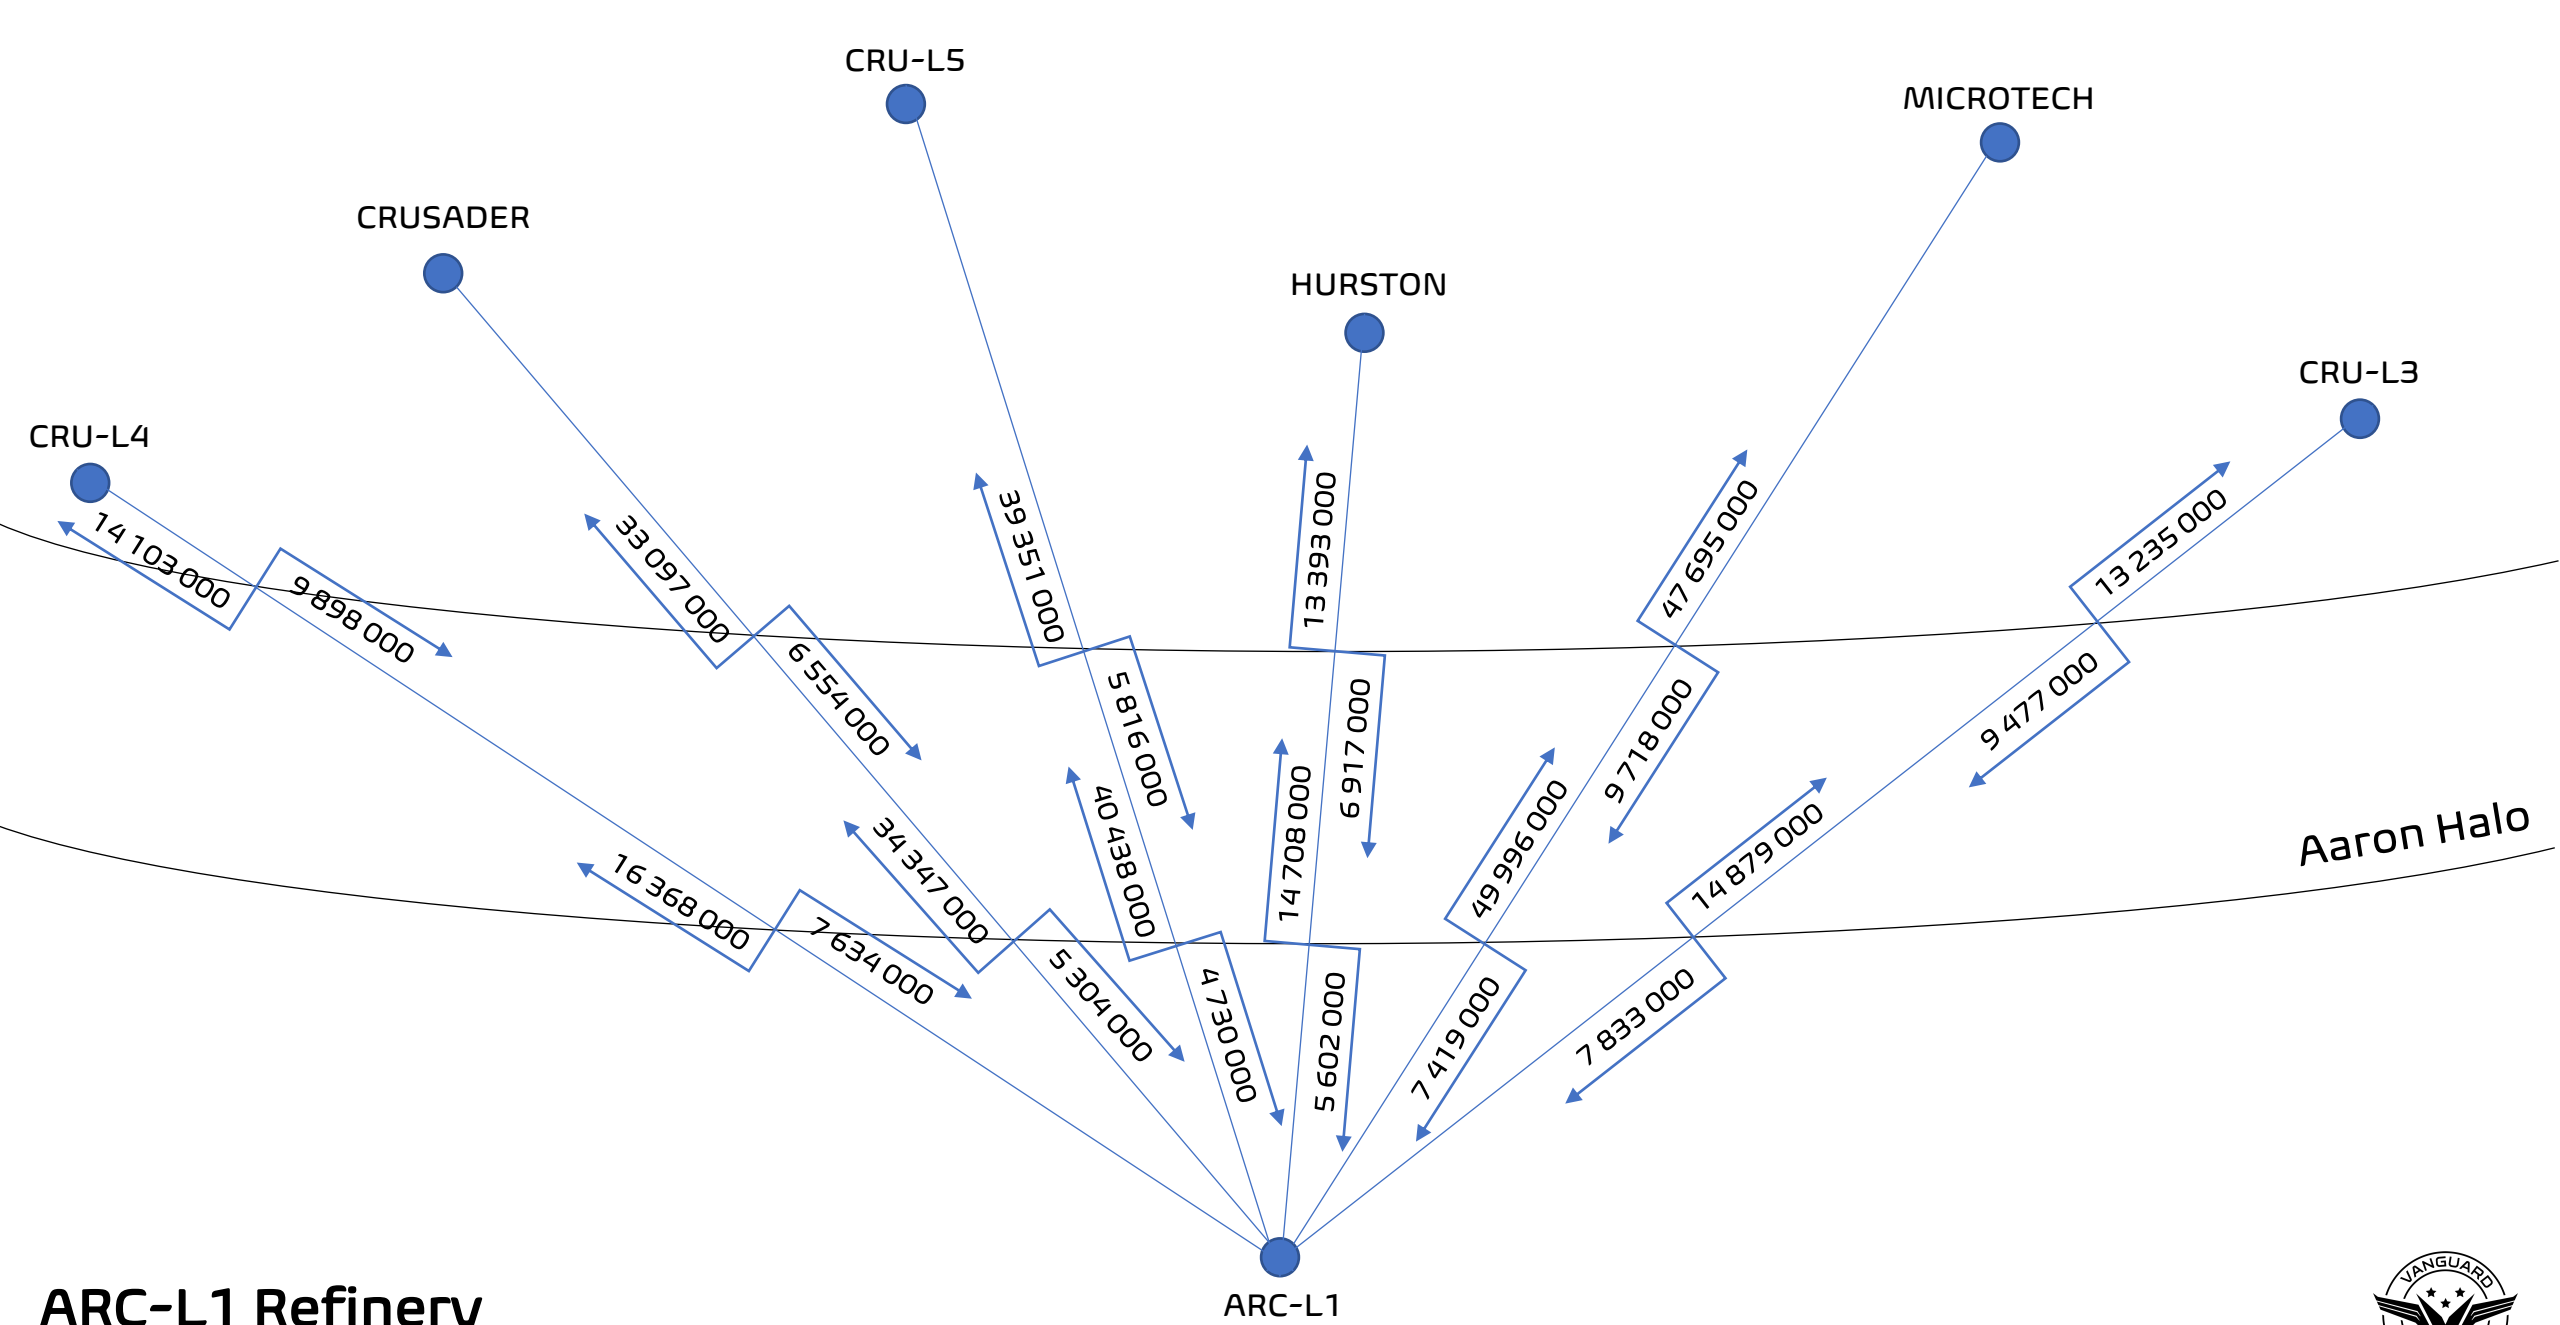 CRU-L5
MICROTECH
CRUSADER
HURSTON
CRU-L3
CRU-L4
14 103 000
9 898 000
33 097 000
6 554 000
39 351 000
5 816 000
13 393 000
6 917 000
47 695 000
9 718 000
13 235 000
9 477 000
Aaron Halo
16 368 000
7 634 000
34 347 000
5 304 000
40 438 000
4 730 000
14 708 000
5 602 000
49 996 000
7 419 000
14 879 000
7 833 000
ARC-L1
ARC-L1 Refinery
VANGUARD